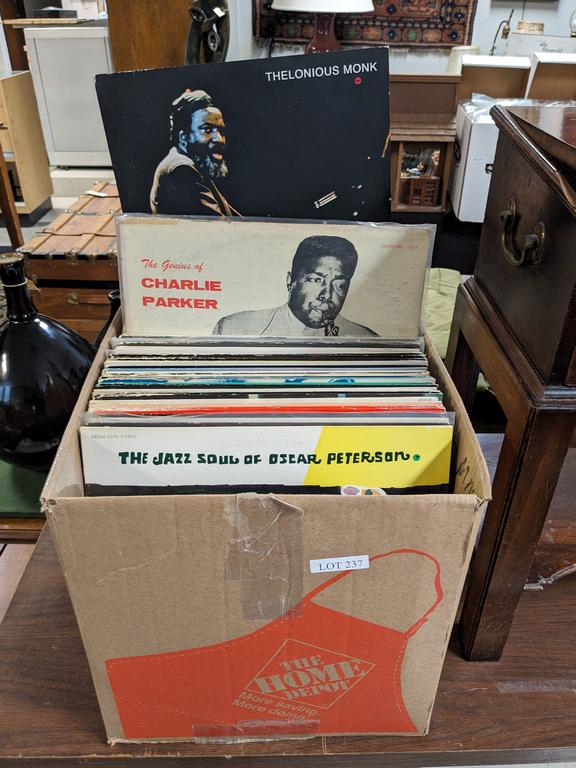 THELONIOUS MONK
The Genius of
CHARLIE
PARKER
STEREO
THE JAZZ SOUL OF OSCAR PETERSON
LOT 237
THE
HOME
DEPOT
More saving.
More doing.